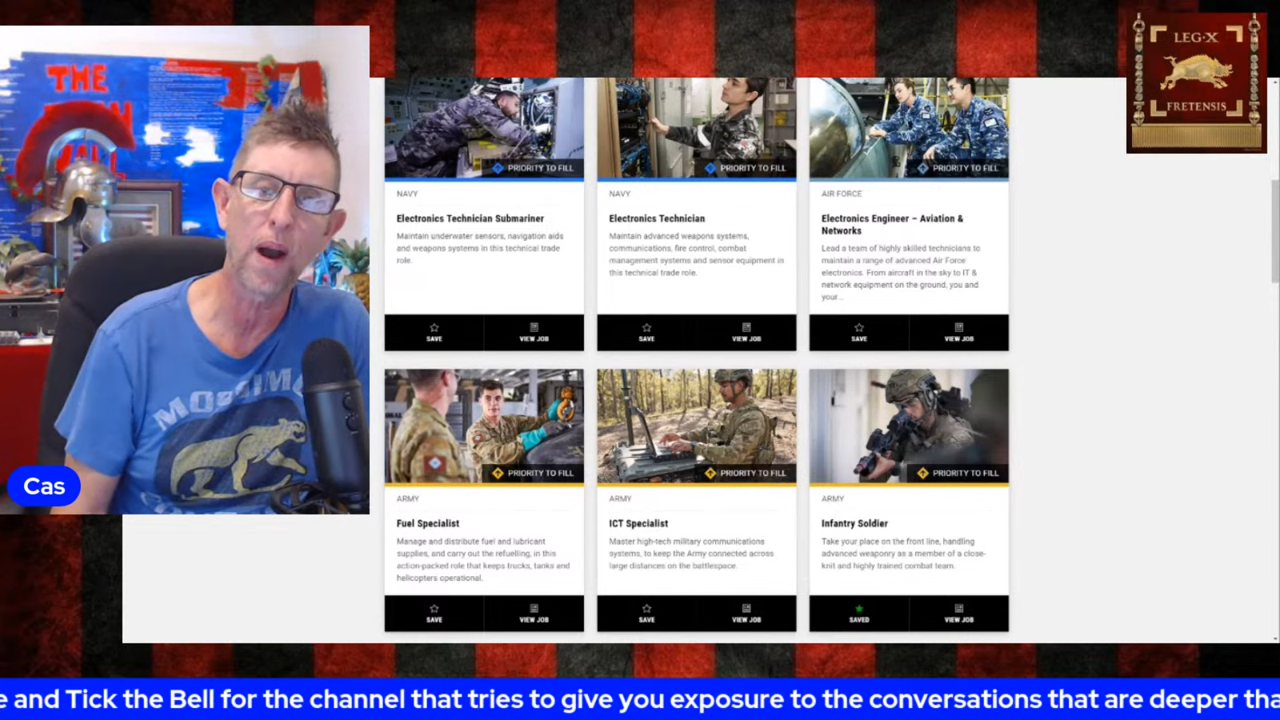 THE
LEG·X
FRETENSIS
PRIORITY TO FILL
NAVY
Electronics Technician Submariner
Maintain underwater sensors, navigation aids
and weapons systems in this technical trade
role.
SAVE
VIEW JOB
PRIORITY TO FILL
NAVY
Electronics Technician
Maintain advanced weapons systems,
communications, fire control, combat
management systems and sensor equipment in
this technical trade role.
SAVE
VIEW JOB
PRIORITY TO FILL
AIR FORCE
Electronics Engineer – Aviation &
Networks
Lead a team of highly skilled technicians to
maintain a range of advanced Air Force
electronics. From aircraft in the sky to IT &
network equipment on the ground, you and
your...
SAVE
VIEW JOB
PRIORITY TO FILL
ARMY
Fuel Specialist
Manage and distribute fuel and lubricant
supplies, and carry out the refuelling, in this
action-packed role that keeps trucks, tanks and
helicopters operational.
SAVE
VIEW JOB
PRIORITY TO FILL
ARMY
ICT Specialist
Master high-tech military communications
systems, to keep the Army connected across
large distances on the battlespace.
SAVE
VIEW JOB
PRIORITY TO FILL
ARMY
Infantry Soldier
Take your place on the front line, handling
advanced weaponry as a member of a close-
knit and highly trained combat team.
SAVED
VIEW JOB
Cas
e and Tick the Bell for the channel that tries to give you exposure to the conversations that are deeper tha